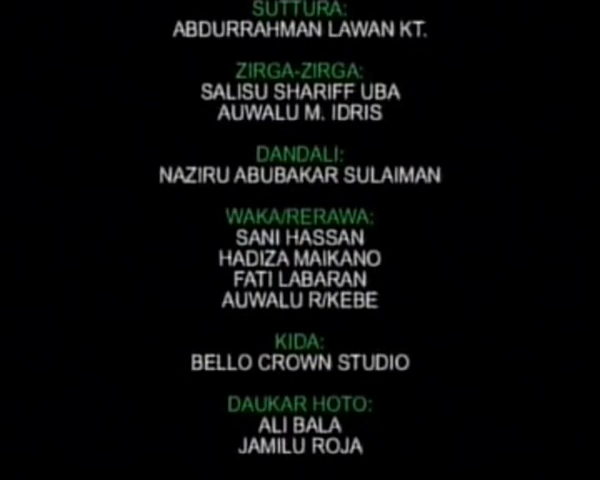 SUTTURA:
ABDURRAHMAN LAWAN KT.
ZIRGA-ZIRGA:
SALISU SHARIFF UBA
AUWALU M. IDRIS
DANDALI:
NAZIRU ABUBAKAR SULAIMAN
WAKA/RERAWA:
SANI HASSAN
HADIZA MAIKANO
FATI LABARAN
AUWALU R/KEBE
KIDA:
BELLO CROWN STUDIO
DAUKAR HOTO:
ALI BALA
JAMILU ROJA